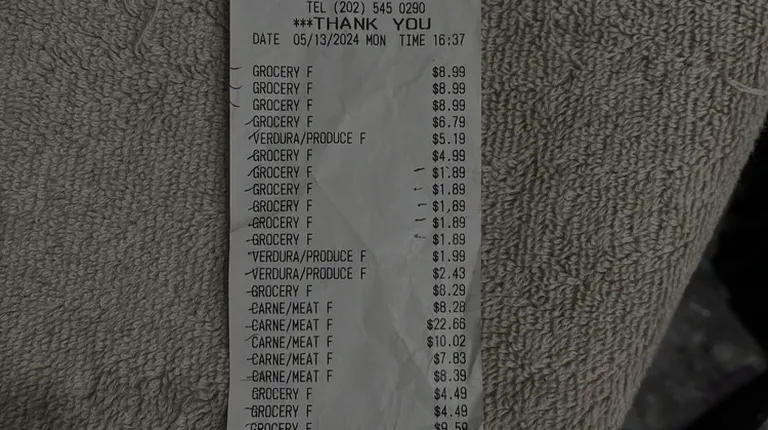 TEL (202) 545 0290
***THANK YOU
DATE 05/13/2024 MON TIME 16:37
GROCERY F $8.99
GROCERY F $8.99
GROCERY F $8.99
GROCERY F $6.79
VERDURA/PRODUCE F $5.19
GROCERY F $4.99
GROCERY F $1.89
GROCERY F $1.89
GROCERY F $1.89
GROCERY F $1.89
GROCERY F $1.89
VERDURA/PRODUCE F $1.99
VERDURA/PRODUCE F $2.43
GROCERY F $8.29
CARNE/MEAT F $8.28
CARNE/MEAT F $22.66
CARNE/MEAT F $10.02
CARNE/MEAT F $7.83
CARNE/MEAT F $8.39
GROCERY F $4.49
GROCERY F $4.49
GROCERY F $9.59